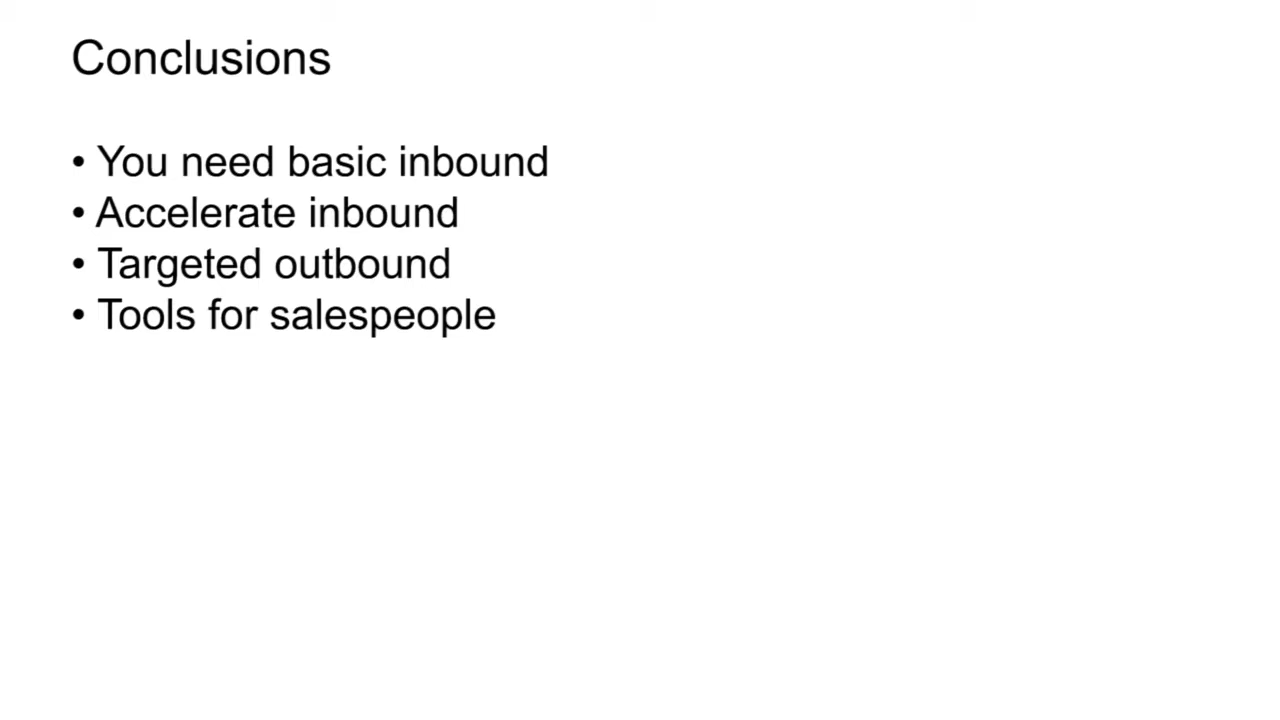 Conclusions
• You need basic inbound
• Accelerate inbound
• Targeted outbound
• Tools for salespeople